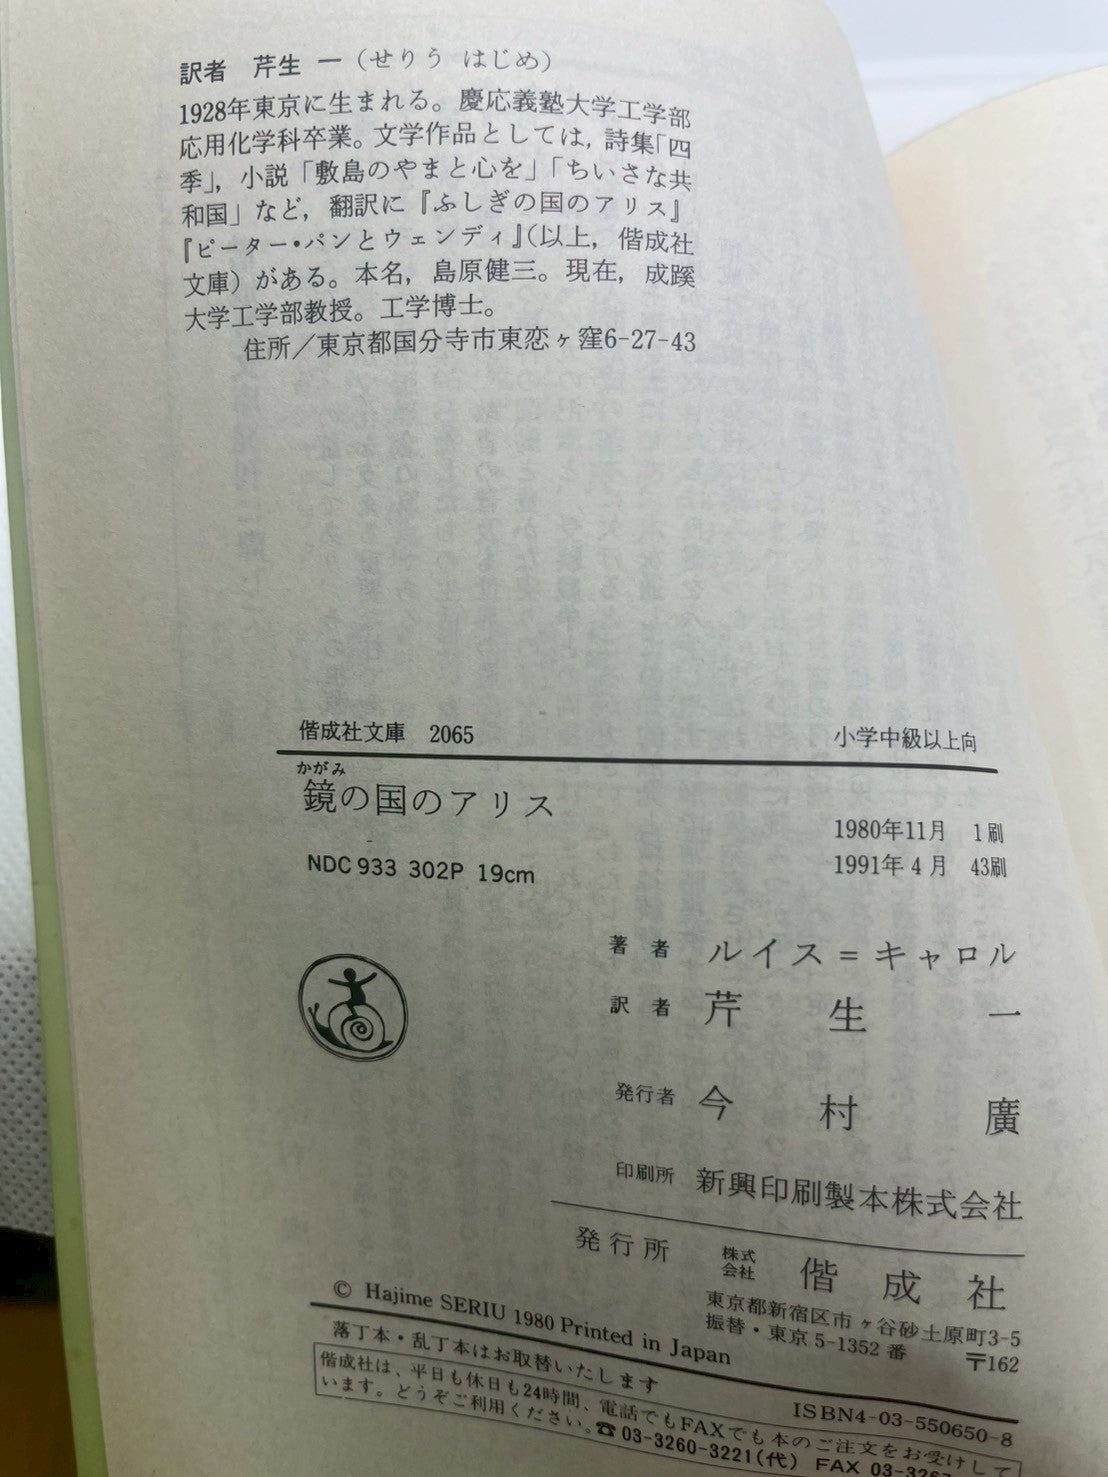 訳者　芹生 一（せりう はじめ）
1928年東京に生まれる。慶応義塾大学工学部
応用化学科卒業。文学作品としては，詩集「四
季」，小説「敷島のやまと心を」「ちいさな共
和国」など，翻訳に『ふしぎの国のアリス』
『ピーター・パンとウェンディ』（以上，偕成社
文庫）がある。本名，島原健三。現在，成蹊
大学工学部教授。工学博士。
住所／東京都国分寺市東恋ヶ窪6-27-43
偕成社文庫　2065　小学中級以上向
かがみ
鏡の国のアリス
1980年11月　1刷
NDC 933 302P 19cm　1991年4月　43刷
著者　ルイス＝キャロル
訳者　芹生一
発行者　今村廣
印刷所　新興印刷製本株式会社
発行所　株式会社　偕成社
東京都新宿区市ヶ谷砂土原町3-5
振替・東京5-1352番　〒162
© Hajime SERIU 1980 Printed in Japan
ISBN4-03-550650-8
落丁本・乱丁本はお取替いたします
偕成社は、平日も休日も24時間、電話でもFAXでも本のご注文をお受けして
います。どうぞご利用ください。☎03-3260-3221(代) FAX 03-